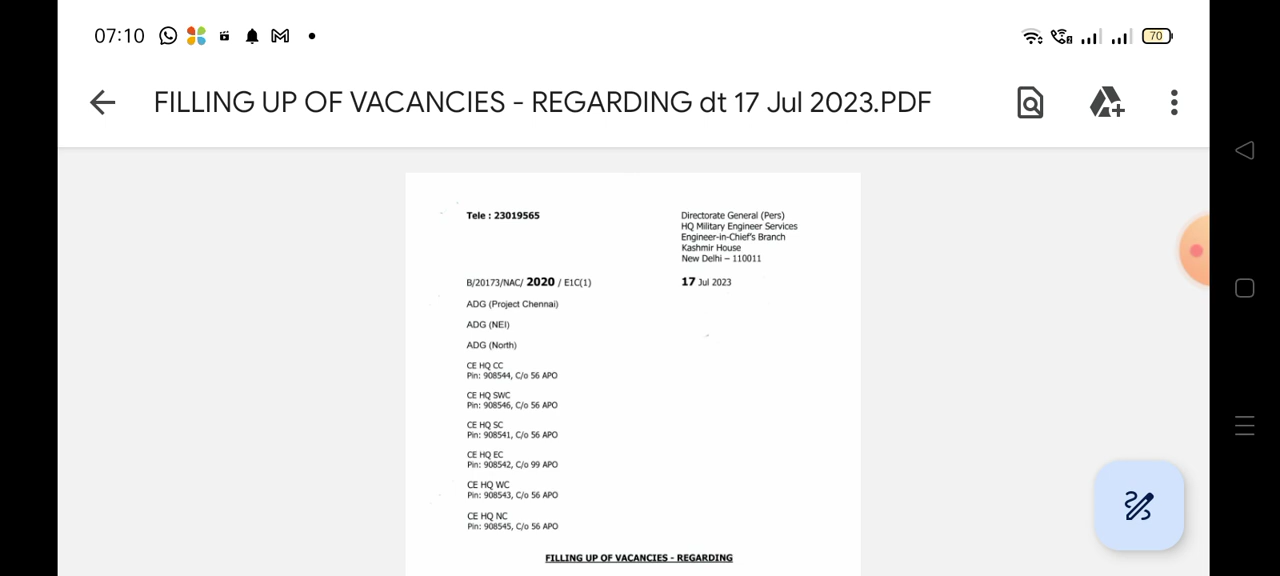 07:10
70
FILLING UP OF VACANCIES - REGARDING dt 17 Jul 2023.PDF
Tele : 23019565
Directorate General (Pers)
HQ Military Engineer Services
Engineer-in-Chief's Branch
Kashmir House
New Delhi – 110011
B/20173/NAC/ 2020 / E1C(1)
17 Jul 2023
ADG (Project Chennai)
ADG (NEI)
ADG (North)
CE HQ CC
Pin: 908544, C/o 56 APO
CE HQ SWC
Pin: 908546, C/o 56 APO
CE HQ SC
Pin: 908541, C/o 56 APO
CE HQ EC
Pin: 908542, C/o 99 APO
CE HQ WC
Pin: 908543, C/o 56 APO
CE HQ NC
Pin: 908545, C/o 56 APO
FILLING UP OF VACANCIES - REGARDING